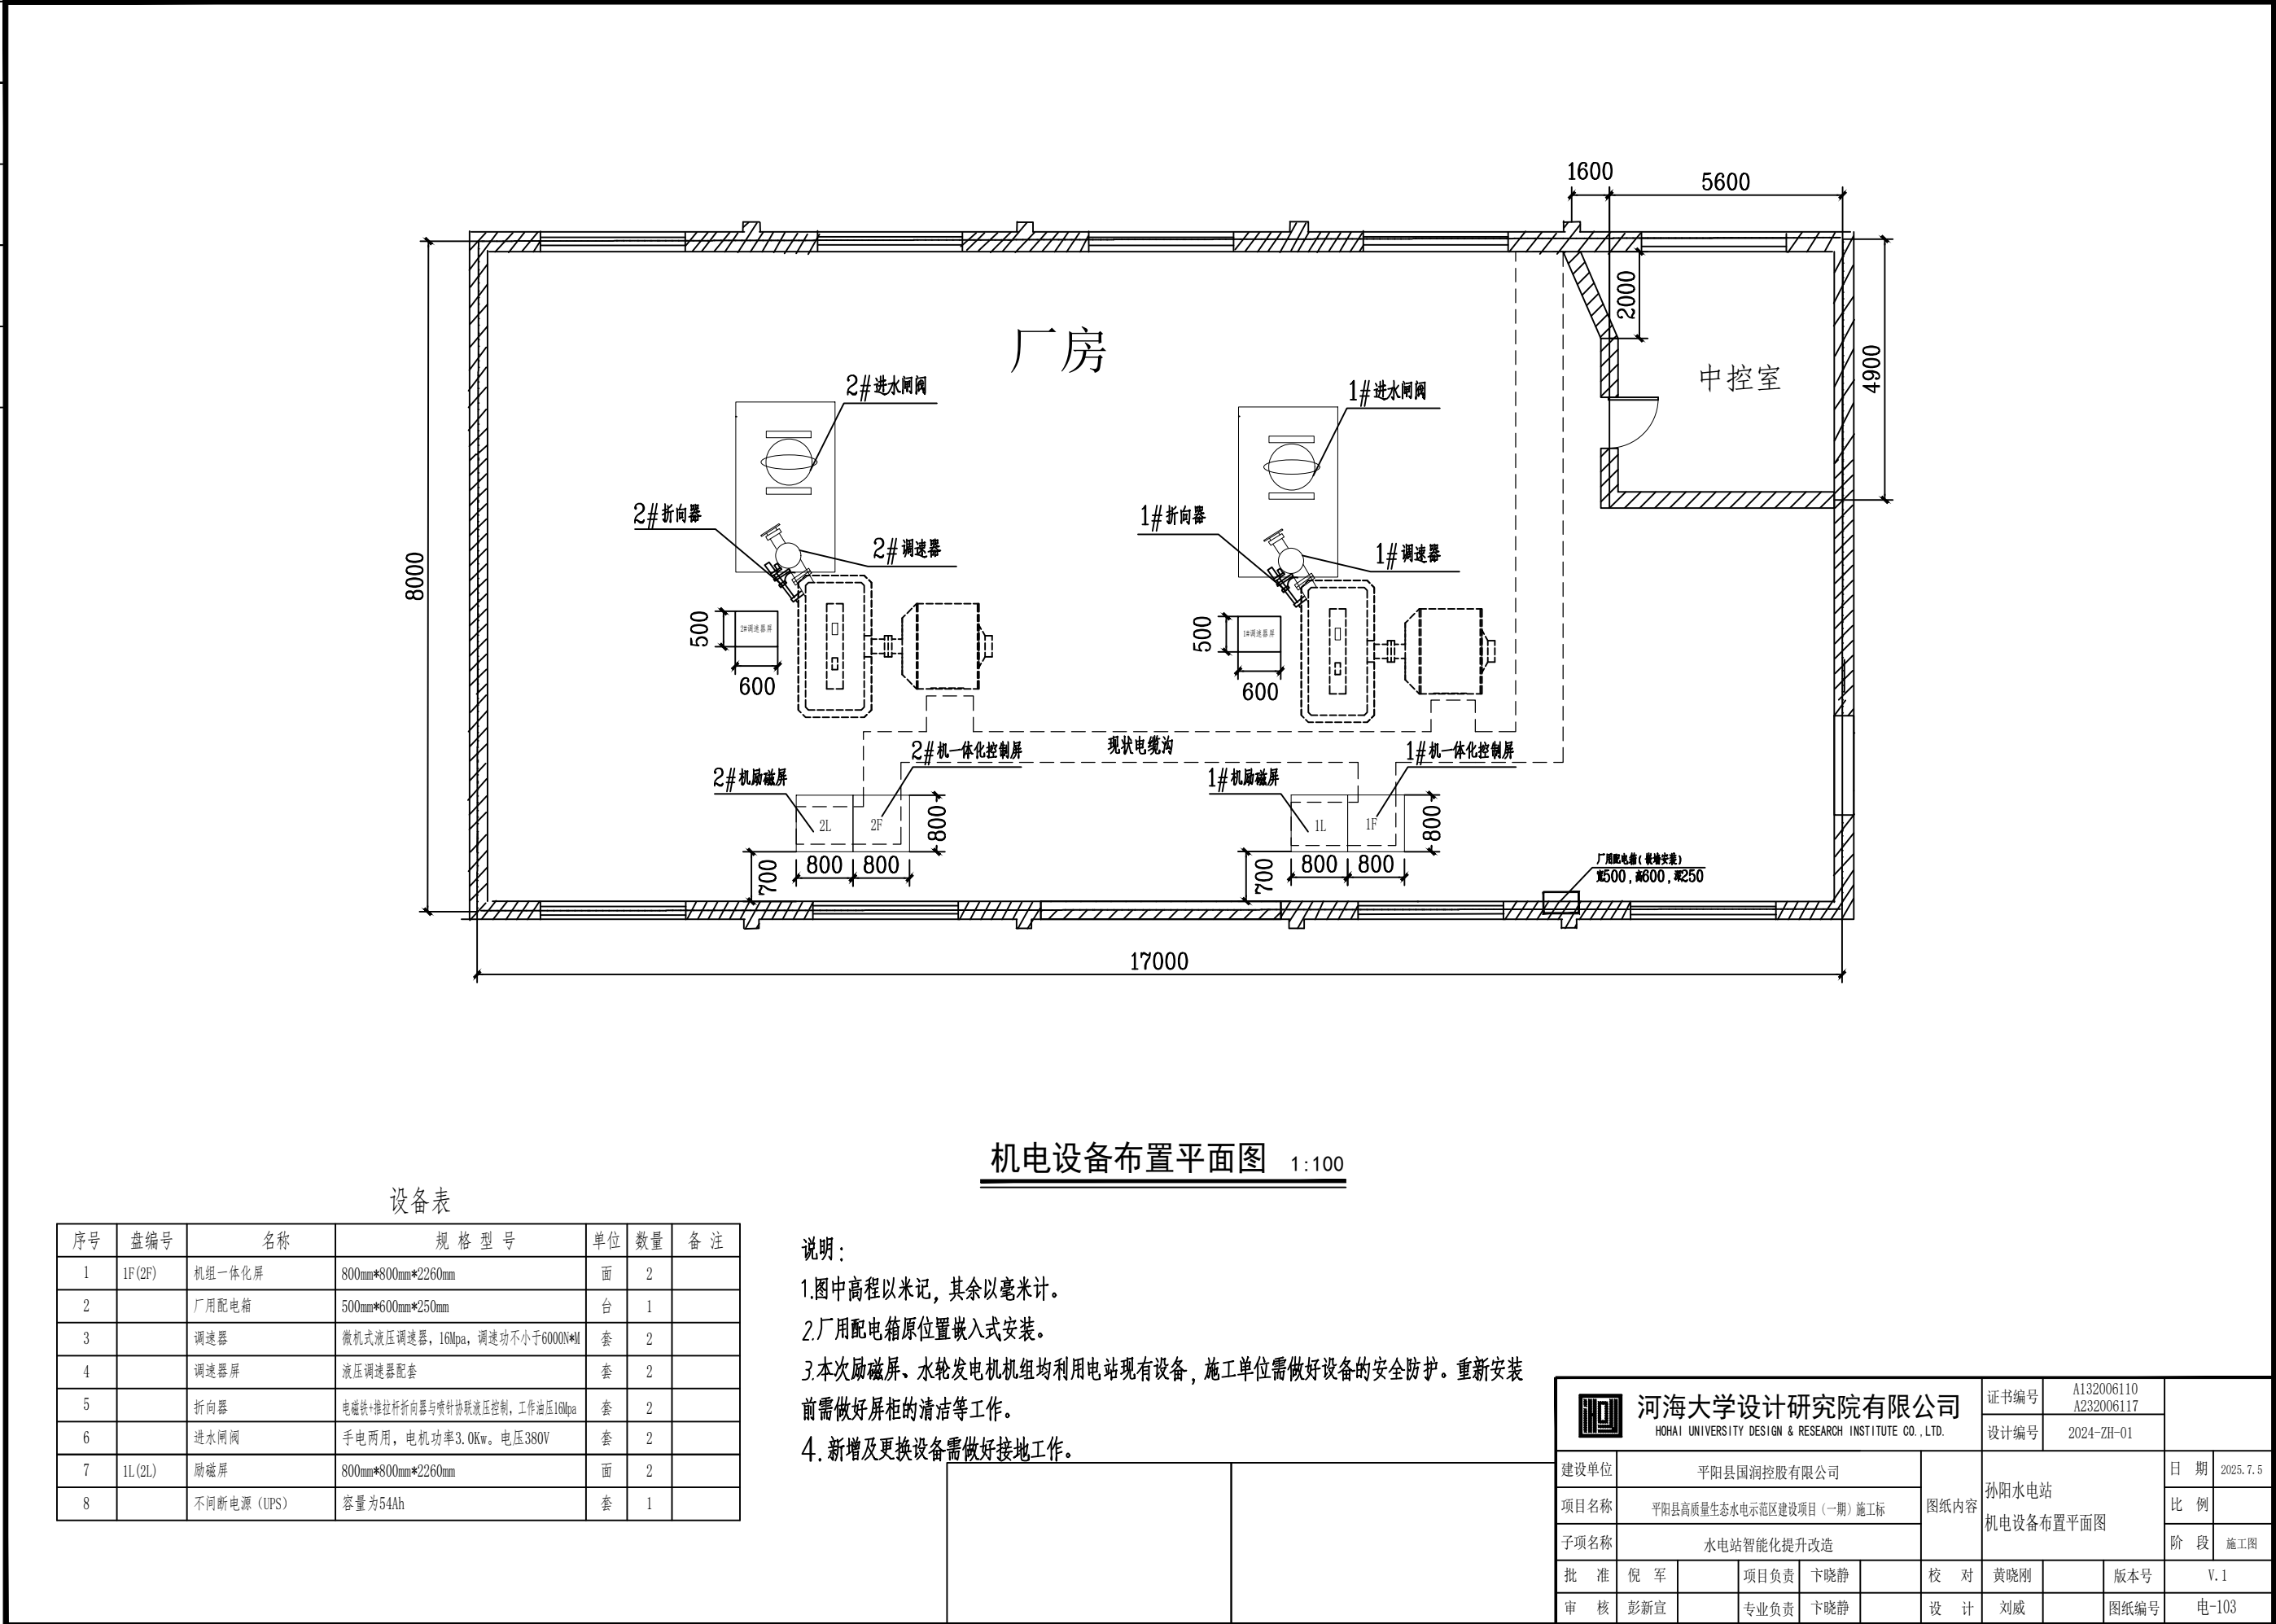 1600
5600
8000
2000
4900
厂房
中控室
2#进水闸阀
1#进水闸阀
2#折向器
1#折向器
2#调速器
1#调速器
500
2#调速器屏
600
500
1#调速器屏
600
现状电缆沟
2#机一体化控制屏
1#机一体化控制屏
2#机励磁屏
1#机励磁屏
2L
2F
800
1L
1F
800
700
800
800
700
800
800
厂用配电箱(嵌墙安装)
宽500,高600,深250
17000
机电设备布置平面图 1:100
设备表
序号 盘编号 名称 规格型号 单位 数量 备注
1 1F(2F) 机组一体化屏 800mm*800mm*2260mm 面 2
2 厂用配电箱 500mm*600mm*250mm 台 1
3 调速器 微机式液压调速器，16Mpa，调速功不小于6000N*M 套 2
4 调速器屏 液压调速器配套 套 2
5 折向器 电磁铁+推拉杆折向器与喷针协联液压控制，工作油压16Mpa 套 2
6 进水闸阀 手电两用，电机功率3.0Kw。电压380V 套 2
7 1L(2L) 励磁屏 800mm*800mm*2260mm 面 2
8 不间断电源（UPS） 容量为54Ah 套 1
说明：
1.图中高程以米记，其余以毫米计。
2.厂用配电箱原位置嵌入式安装。
3.本次励磁屏、水轮发电机机组均利用电站现有设备，施工单位需做好设备的安全防护。重新安装
前需做好屏柜的清洁等工作。
4.新增及更换设备需做好接地工作。
河海大学设计研究院有限公司
HOHAI UNIVERSITY DESIGN & RESEARCH INSTITUTE CO.,LTD.
证书编号 A132006110
A232006117
设计编号 2024-ZH-01
建设单位 平阳县国润控股有限公司
项目名称 平阳县高质量生态水电示范区建设项目（一期）施工标
子项名称 水电站智能化提升改造
图纸内容
孙阳水电站
机电设备布置平面图
日 期 2025.7.5
比 例
阶 段 施工图
批 准 倪 军 项目负责 卞晓静 校 对 黄晓刚 版本号 V.1
审 核 彭新宣 专业负责 卞晓静 设 计 刘威 图纸编号 电-103